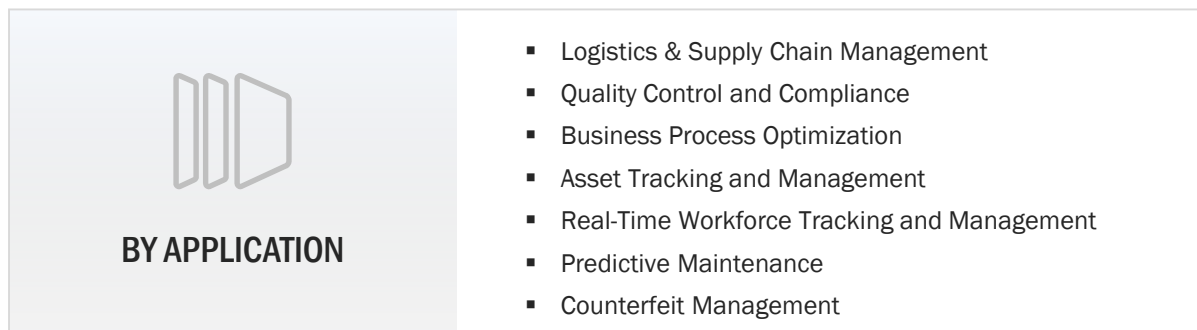 BY APPLICATION
▪ Logistics & Supply Chain Management
▪ Quality Control and Compliance
▪ Business Process Optimization
▪ Asset Tracking and Management
▪ Real-Time Workforce Tracking and Management
▪ Predictive Maintenance
▪ Counterfeit Management